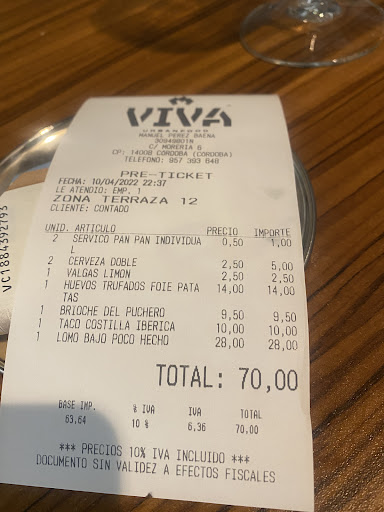 VIVA
URBANFOOD
MANUEL PEREZ BAENA
30949801M
C/ MORERIA 6
CP: 14008 CORDOBA (CORDOBA)
TELEFONO: 957 393 648
PRE-TICKET
FECHA: 10/04/2022 22:37
LE ATENDIO: EMP. 1
ZONA TERRAZA 12
CLIENTE: CONTADO
UNID. ARTICULO PRECIO IMPORTE
2 SERVICO PAN PAN INDIVIDUA 0,50 1,00
L
2 CERVEZA DOBLE 2,50 5,00
1 VALGAS LIMON 2,50 2,50
1 HUEVOS TRUFADOS FOIE PATA 14,00 14,00
TAS
1 BRIOCHE DEL PUCHERO 9,50 9,50
1 TACO COSTILLA IBERICA 10,00 10,00
1 LOMO BAJO POCO HECHO 28,00 28,00
TOTAL: 70,00
BASE IMP. % IVA IVA TOTAL
63,64 10 % 6,36 70,00
*** PRECIOS 10% IVA INCLUIDO ***
DOCUMENTO SIN VALIDEZ A EFECTOS FISCALES
VC1884392793